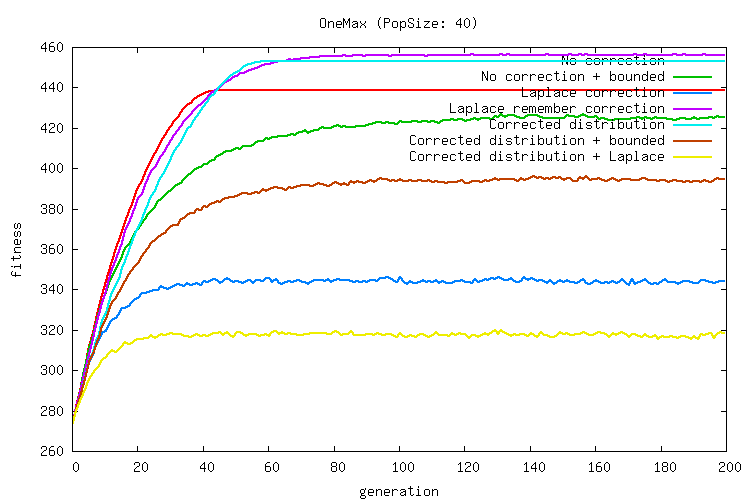 OneMax (PopSize: 40)
460
440
420
400
380
360
340
320
300
280
260
fitness
No correction
No correction + bounded
Laplace correction
Laplace remember correction
Corrected distribution
Corrected distribution + bounded
Corrected distribution + Laplace
0 20 40 60 80 100 120 140 160 180 200
generation